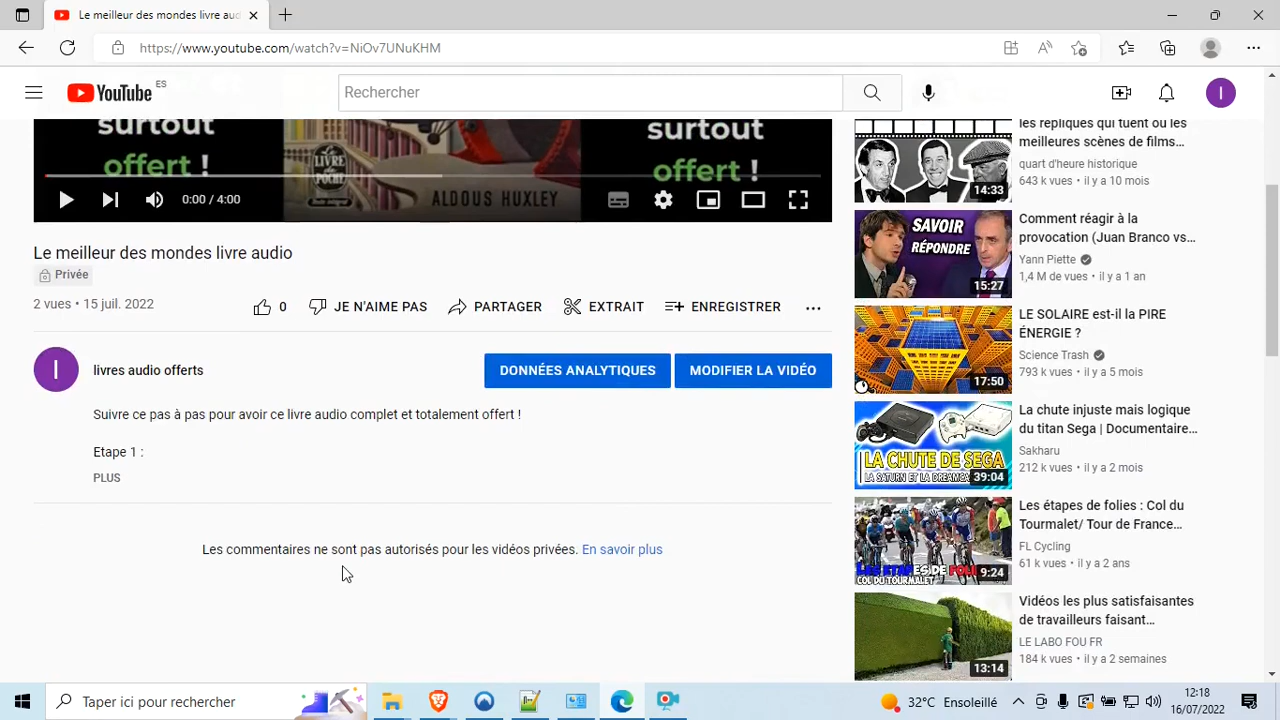 Le meilleur des mo
https://www.youtube.com/watch?v=NiOv7UNuKHM
YouTube ES
Rechercher
I
surtout
offert !
LE LIVRE DE POCHE
ALDOUS HUXLEY
surtout
offert !
0:00 / 4:00
Le meilleur des mondes livre audio
Privée
2 vues • 15 juil. 2022
0
JE N'AIME PAS
PARTAGER
EXTRAIT
ENREGISTRER
I
livres audio offerts
DONNÉES ANALYTIQUES
MODIFIER LA VIDÉO
Suivre ce pas à pas pour avoir ce livre audio complet et totalement offert !
Etape 1 :
PLUS
Les commentaires ne sont pas autorisés pour les vidéos privées. En savoir plus
14:33
les répliques qui tuent ou les
meilleures scènes de films…
quart d'heure historique
643 k vues • il y a 10 mois
SAVOIR
RÉPONDRE
15:27
Comment réagir à la
provocation (Juan Branco vs…
Yann Piette
1,4 M de vues • il y a 1 an
17:50
LE SOLAIRE est-il la PIRE
ÉNERGIE ?
Science Trash
793 k vues • il y a 5 mois
LA CHUTE DE SEGA
LA SATURN ET LA DREAMCA
39:04
La chute injuste mais logique
du titan Sega | Documentaire…
Sakharu
212 k vues • il y a 2 mois
LES ETAPES DE FOLI
COL DU TOURMALET
9:24
Les étapes de folies : Col du
Tourmalet/ Tour de France…
FL Cycling
61 k vues • il y a 2 ans
13:14
Vidéos les plus satisfaisantes
de travailleurs faisant…
LE LABO FOU FR
184 k vues • il y a 2 semaines
Taper ici pour rechercher
32°C Ensoleillé
12:18
16/07/2022